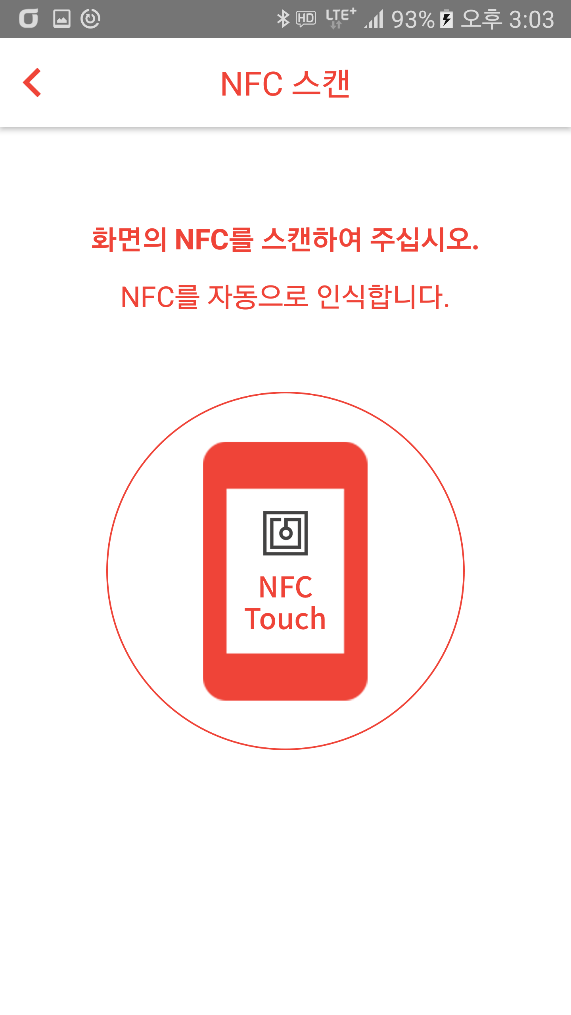 HD LTE+ 93% 오후 3:03
NFC 스캔
화면의 NFC를 스캔하여 주십시오.
NFC를 자동으로 인식합니다.
NFC
Touch